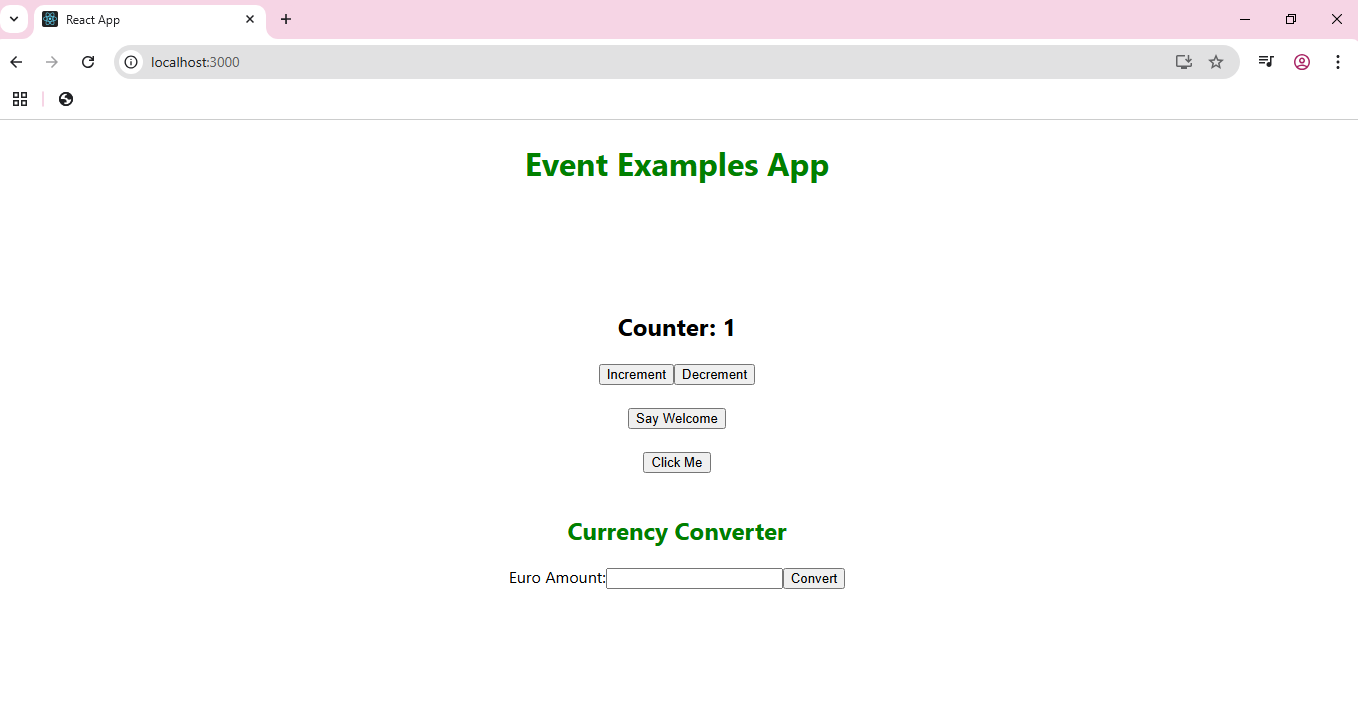 React App
localhost:3000
Event Examples App
Counter: 1
Increment Decrement
Say Welcome
Click Me
Currency Converter
Euro Amount: Convert